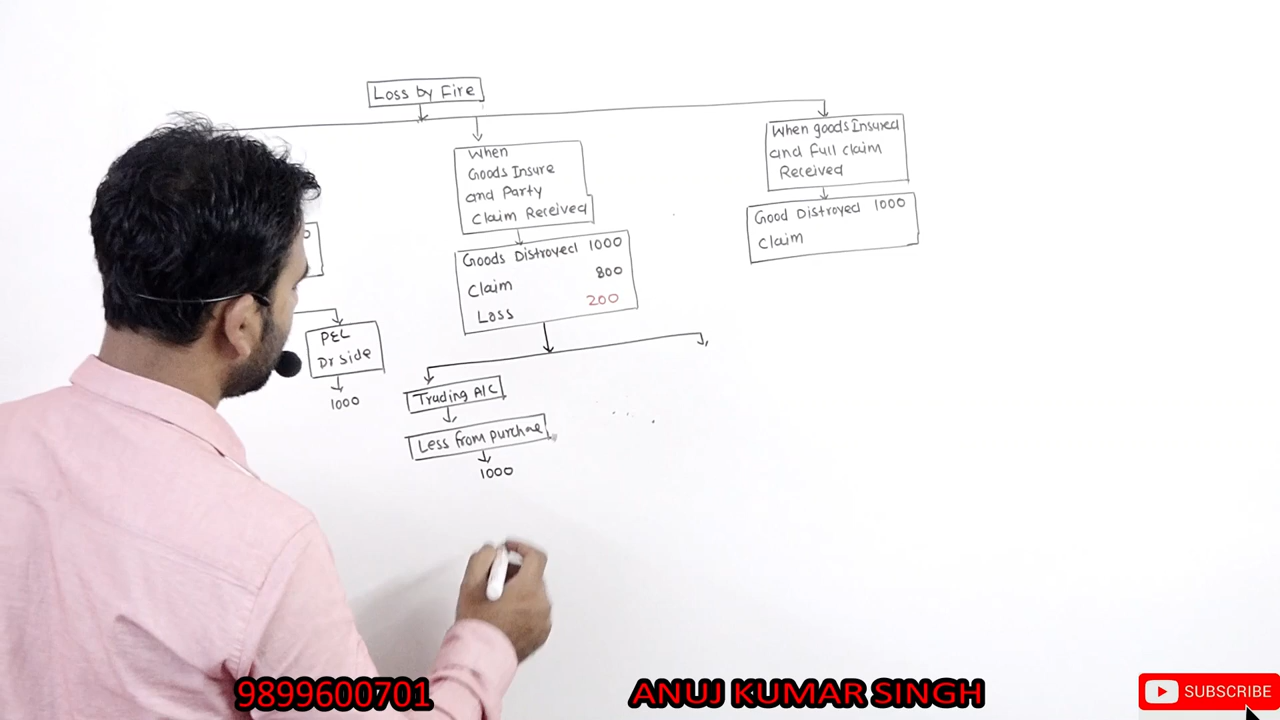 Loss by Fire
When
Goods Insure
and Party
Claim Received
Goods Distroyed 1000
Claim 800
Loss 200
Trading A/C
Less from purchae
1000
P&L
Dr side
1000
When goods Insured
and Full claim
Received
Good Distroyed 1000
Claim
9899600701
ANUJ KUMAR SINGH
SUBSCRIBE